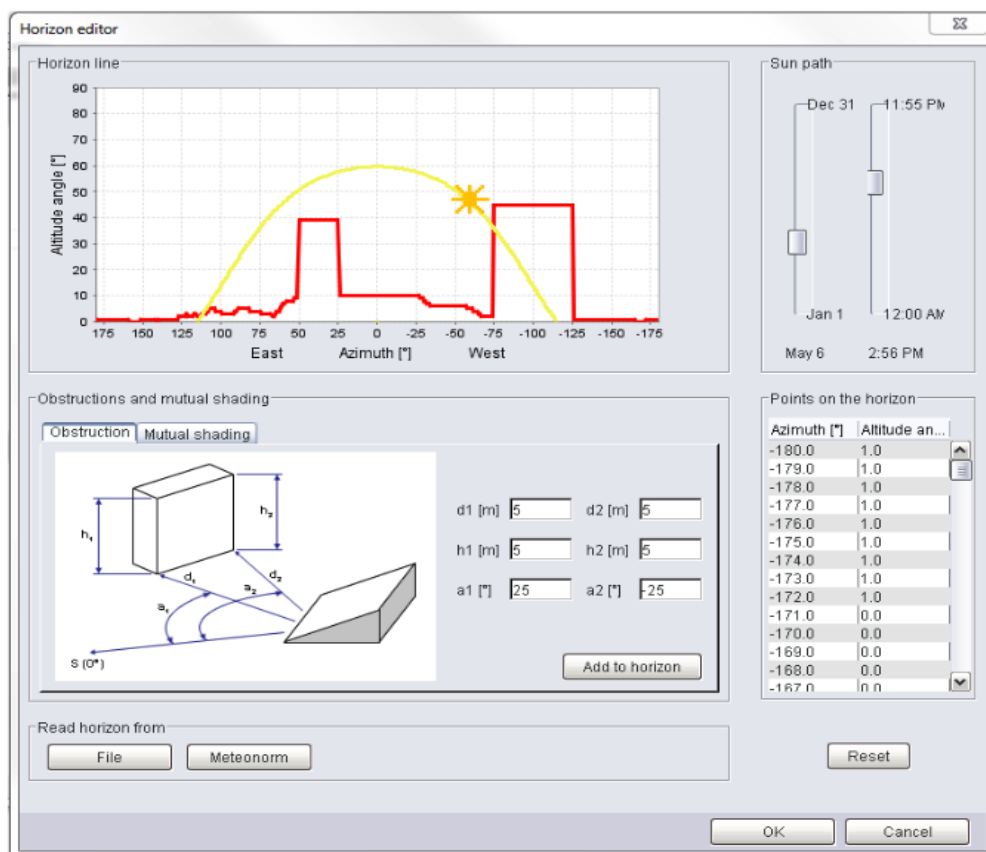 Horizon editor
Horizon line
90
80
70
60
50
40
30
20
10
0
Altitude angle [°]
175 150 125 100 75 50 25 0 -25 -50 -75 -100 -125 -150 -175
East Azimuth [°] West
Sun path
Dec 31 11:55 PM
Jan 1 12:00 AM
May 6 2:56 PM
Obstructions and mutual shading
Obstruction Mutual shading
h₁
h₂
d₁
d₂
a₁
a₂
S (0°)
d1 [m] 5 d2 [m] 5
h1 [m] 5 h2 [m] 5
a1 [°] 25 a2 [°] -25
Add to horizon
Points on the horizon
Azimuth [°] Altitude an...
-180.0 1.0
-179.0 1.0
-178.0 1.0
-177.0 1.0
-176.0 1.0
-175.0 1.0
-174.0 1.0
-173.0 1.0
-172.0 1.0
-171.0 0.0
-170.0 0.0
-169.0 0.0
-168.0 0.0
-167.0 0.0
Read horizon from
File Meteonorm
Reset
OK Cancel